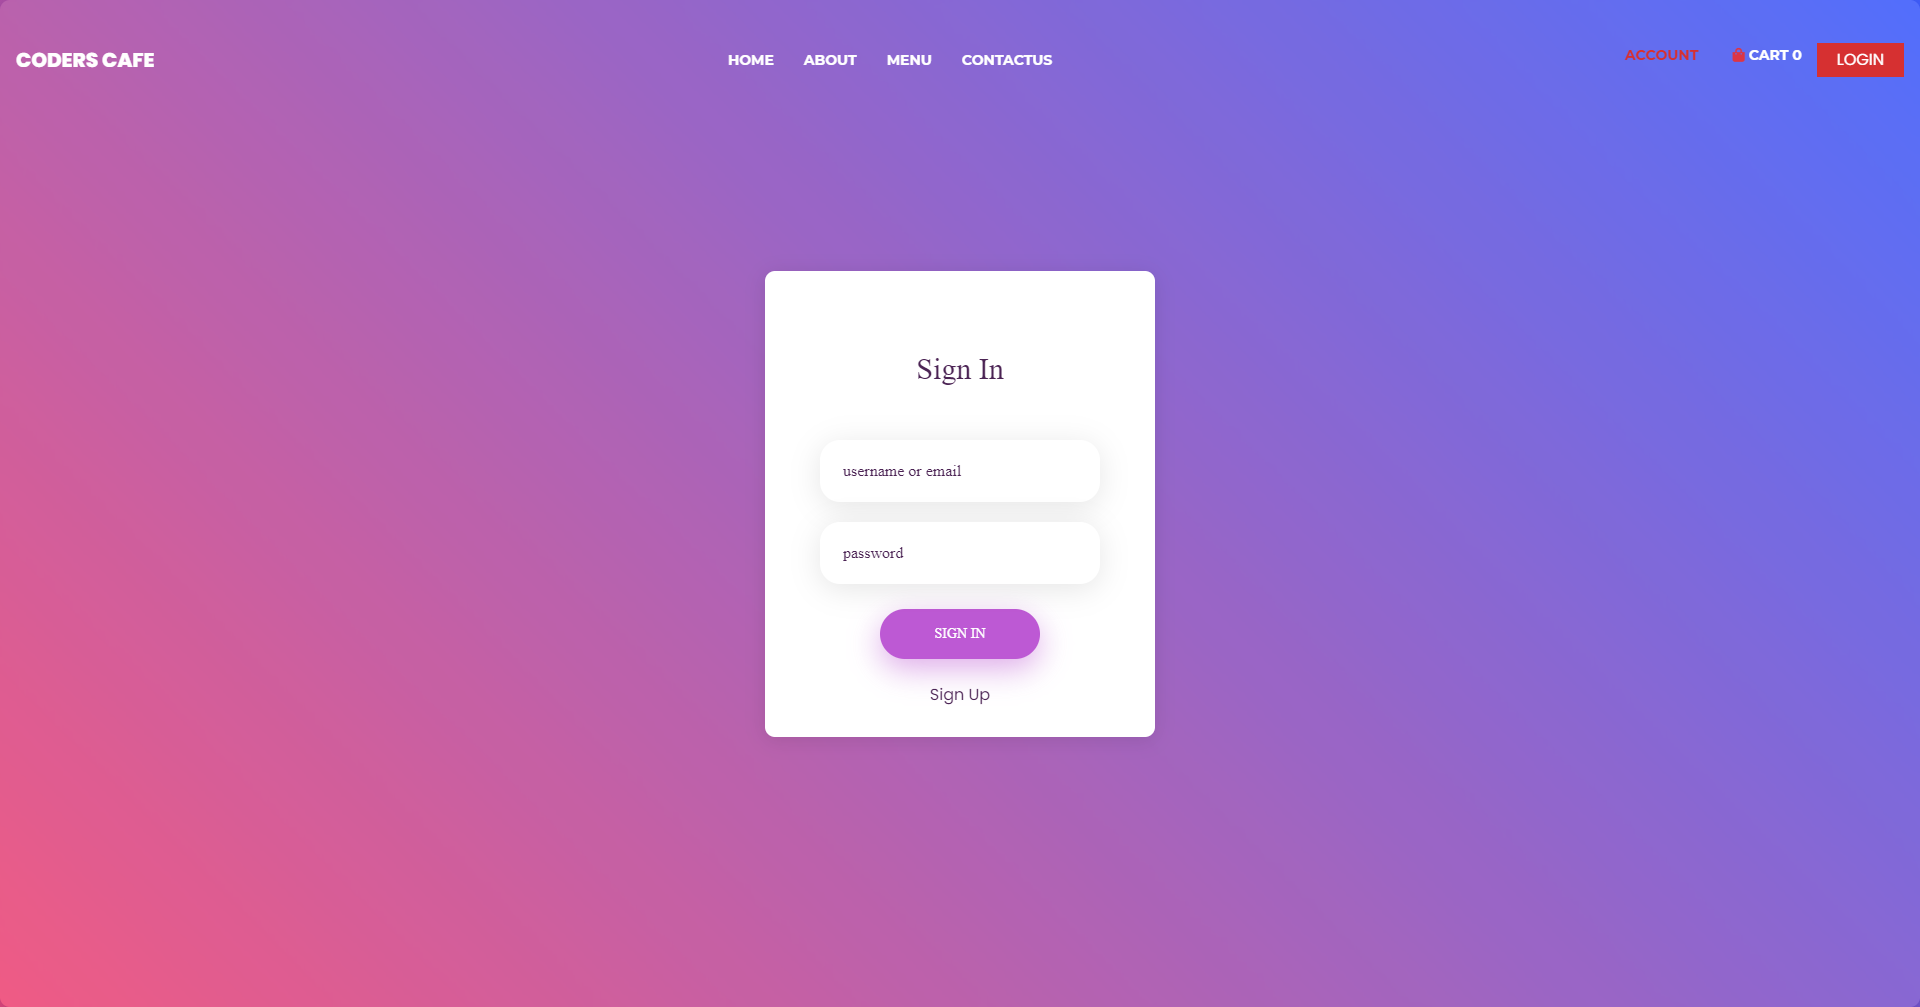 CODERS CAFE
HOME ABOUT MENU CONTACTUS
ACCOUNT CART 0 LOGIN
Sign In
username or email
password
SIGN IN
Sign Up